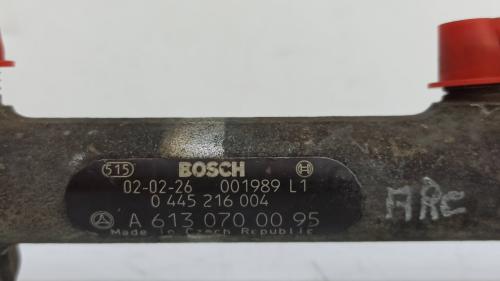 515 BOSCH
02-02-26 001989 L1
0 445 216 004
A 613 070 00 95
Made in Czech Republic
ARC